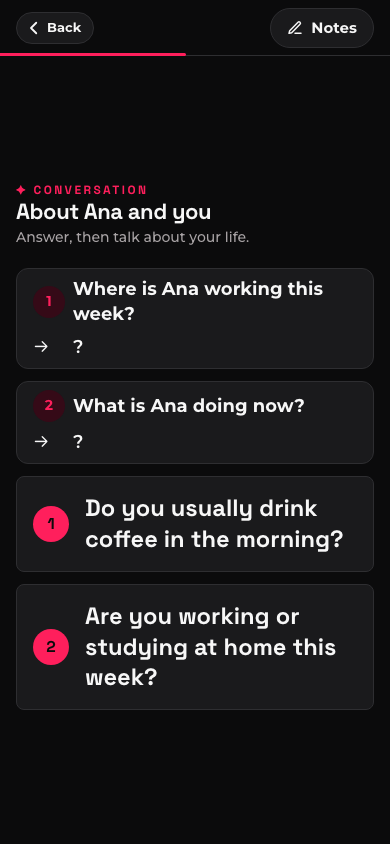 Back
Notes
CONVERSATION
About Ana and you
Answer, then talk about your life.
1
Where is Ana working this
week?
→ ?
2
What is Ana doing now?
→ ?
1
Do you usually drink
coffee in the morning?
2
Are you working or
studying at home this
week?